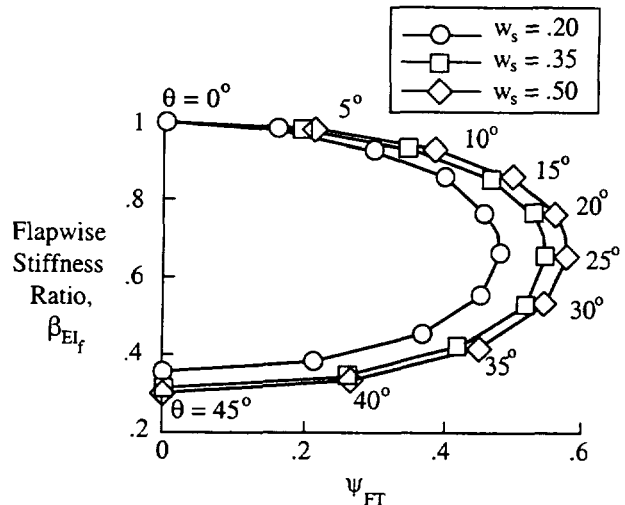 w_s = .20
w_s = .35
w_s = .50
θ = 0°
5°
10°
15°
20°
25°
30°
35°
40°
θ = 45°
1
.8
.6
.4
.2
Flapwise
Stiffness
Ratio,
β_EI_f
0
.2
.4
.6
ψ_FT